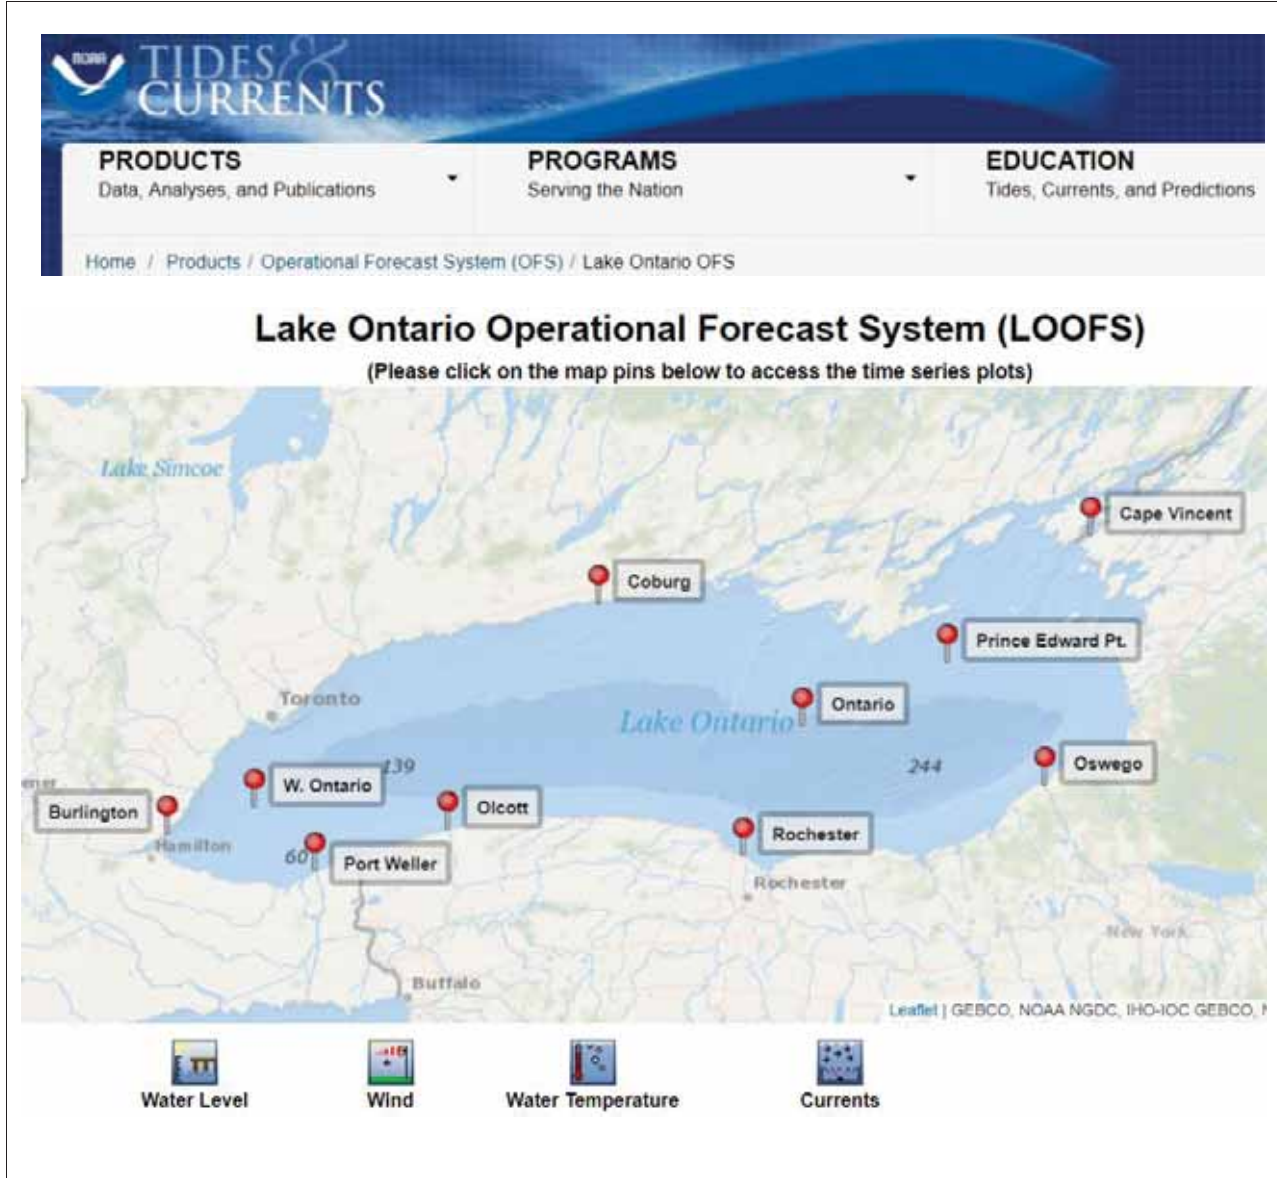 NOAA
TIDES &
CURRENTS
PRODUCTS
Data, Analyses, and Publications
PROGRAMS
Serving the Nation
EDUCATION
Tides, Currents, and Predictions
Home / Products / Operational Forecast System (OFS) / Lake Ontario OFS
Lake Ontario Operational Forecast System (LOOFS)
(Please click on the map pins below to access the time series plots)
Lake Simcoe
Cape Vincent
Coburg
Prince Edward Pt.
Toronto
Ontario
Lake Ontario
Oswego
139
244
W. Ontario
Burlington
Olcott
Rochester
Hamilton
60
Port Weller
Rochester
New York
Buffalo
Leaflet | GEBCO, NOAA NGDC, IHO-IOC GEBCO,
Water Level
Wind
Water Temperature
Currents